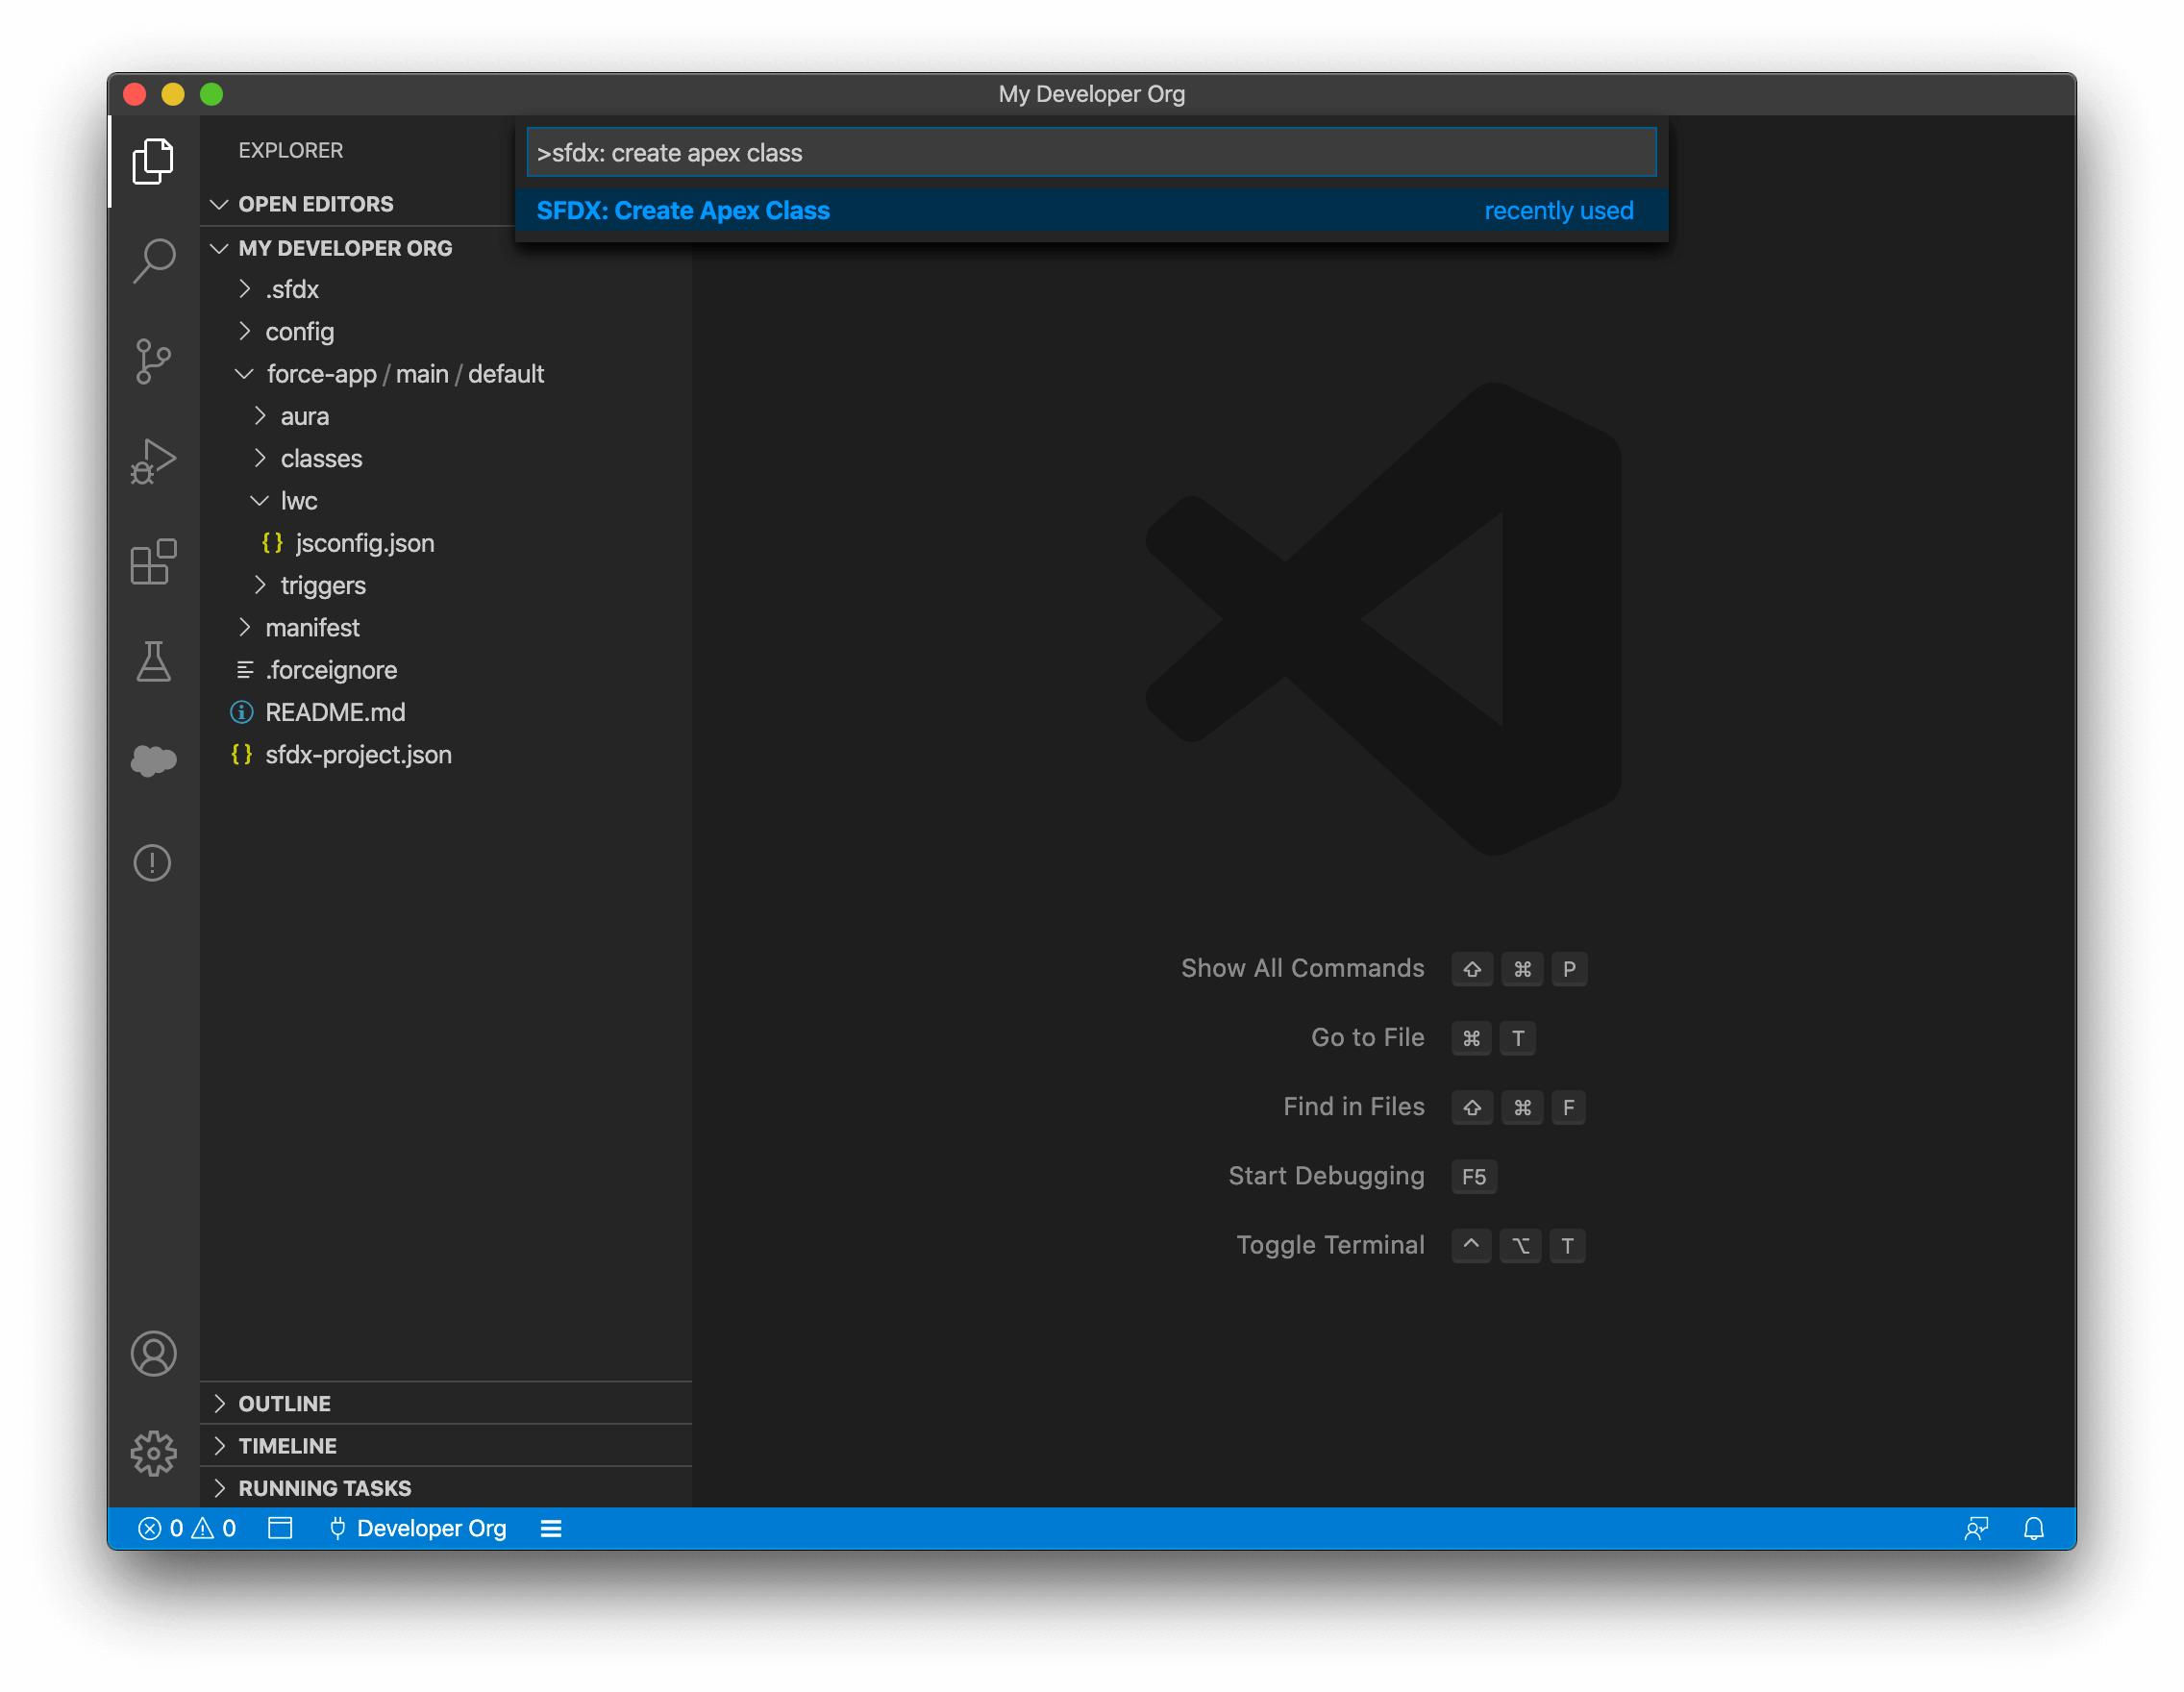 My Developer Org
EXPLORER
>sfdx: create apex class
SFDX: Create Apex Class recently used
OPEN EDITORS
MY DEVELOPER ORG
.sfdx
config
force-app / main / default
aura
classes
lwc
{} jsconfig.json
triggers
manifest
.forceignore
README.md
{} sfdx-project.json
Show All Commands ⇧ ⌘ P
Go to File ⌘ T
Find in Files ⇧ ⌘ F
Start Debugging F5
Toggle Terminal ^ ⌥ T
OUTLINE
TIMELINE
RUNNING TASKS
0 0 Developer Org